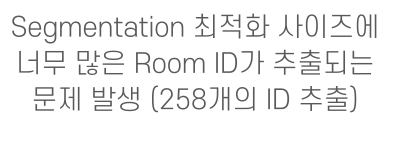 Segmentation 최적화 사이즈에
너무 많은 Room ID가 추출되는
문제 발생 (258개의 ID 추출)